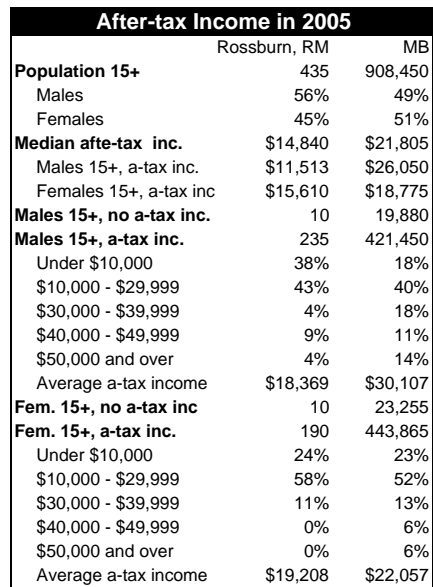 After-tax Income in 2005
Rossburn, RM MB
Population 15+ 435 908,450
Males 56% 49%
Females 45% 51%
Median afte-tax inc. $14,840 $21,805
Males 15+, a-tax inc. $11,513 $26,050
Females 15+, a-tax inc $15,610 $18,775
Males 15+, no a-tax inc. 10 19,880
Males 15+, a-tax inc. 235 421,450
Under $10,000 38% 18%
$10,000 - $29,999 43% 40%
$30,000 - $39,999 4% 18%
$40,000 - $49,999 9% 11%
$50,000 and over 4% 14%
Average a-tax income $18,369 $30,107
Fem. 15+, no a-tax inc 10 23,255
Fem. 15+, a-tax inc. 190 443,865
Under $10,000 24% 23%
$10,000 - $29,999 58% 52%
$30,000 - $39,999 11% 13%
$40,000 - $49,999 0% 6%
$50,000 and over 0% 6%
Average a-tax income $19,208 $22,057